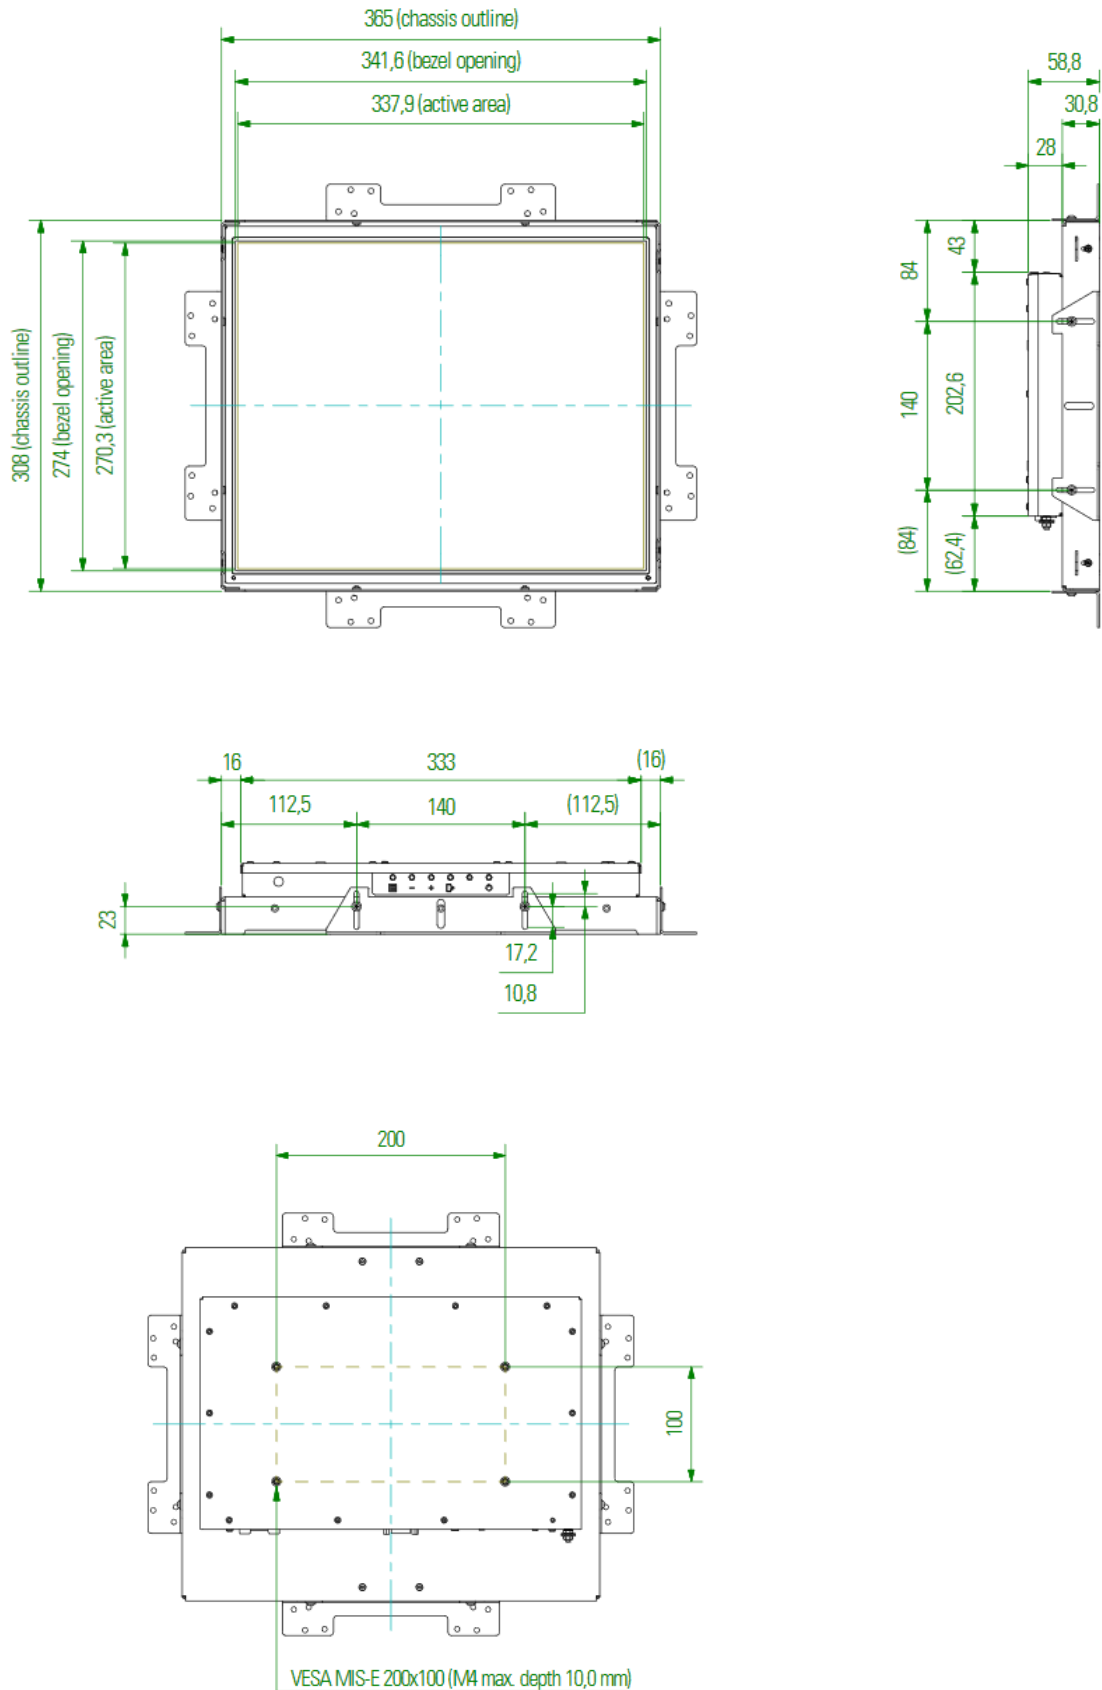 365 (chassis outline)
341,6 (bezel opening)
337,9 (active area)
308 (chassis outline)
274 (bezel opening)
270,3 (active area)
58,8
30,8
28
43
84
202,6
140
(84)
(62,4)
16
333
(16)
112,5
140
(112,5)
23
17,2
10,8
200
100
VESA MIS-E 200x100 (M4 max. depth 10,0 mm)